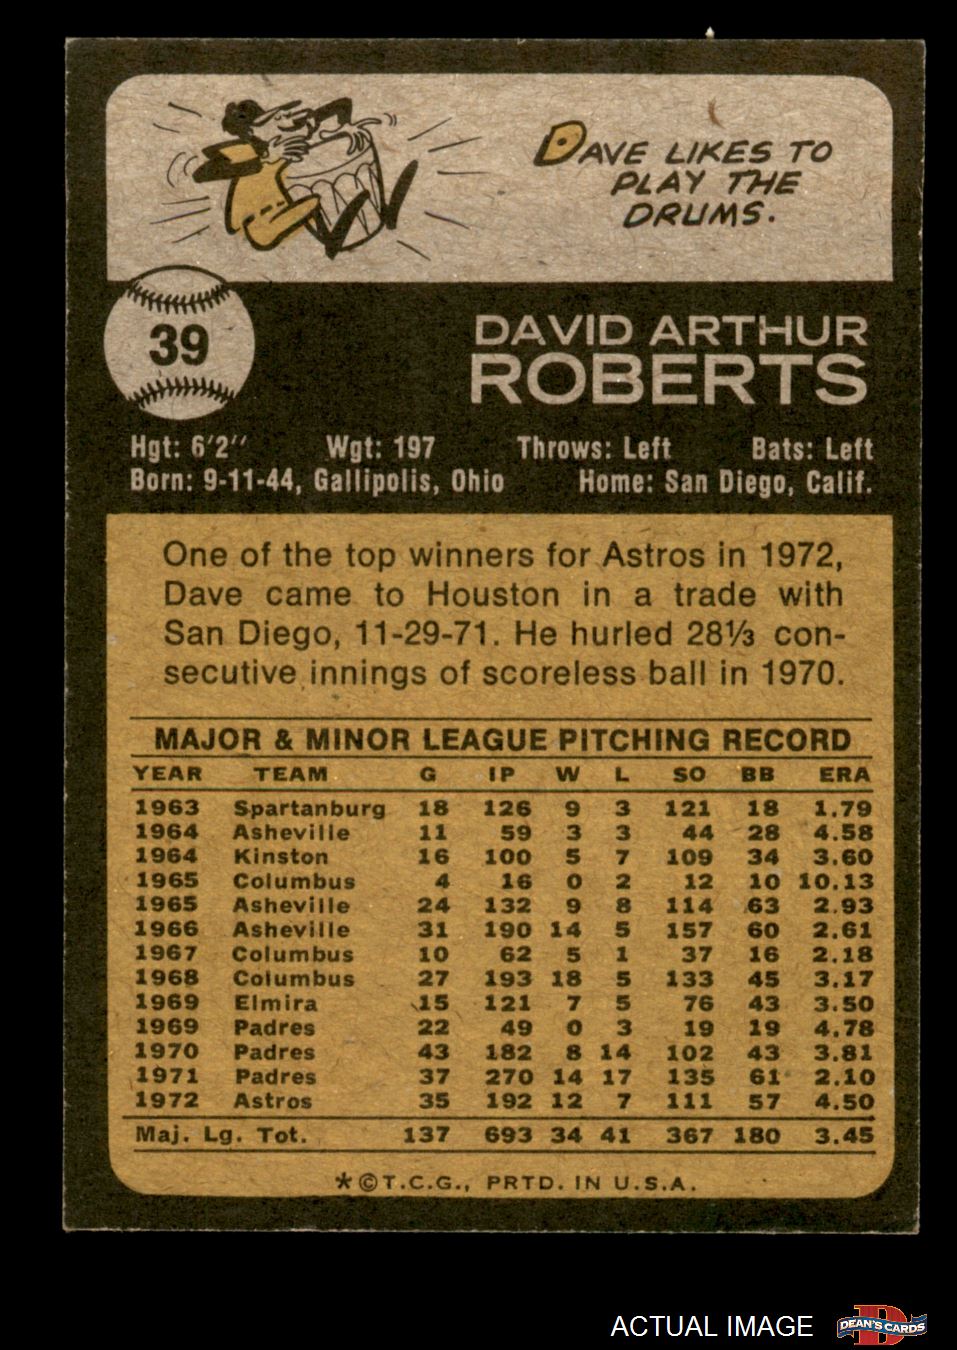 DAVE LIKES TO
PLAY THE
DRUMS.
39
DAVID ARTHUR
ROBERTS
Hgt: 6'2" Wgt: 197 Throws: Left Bats: Left
Born: 9-11-44, Gallipolis, Ohio Home: San Diego, Calif.
One of the top winners for Astros in 1972,
Dave came to Houston in a trade with
San Diego, 11-29-71. He hurled 28⅓ con-
secutive innings of scoreless ball in 1970.
MAJOR & MINOR LEAGUE PITCHING RECORD
YEAR TEAM G IP W L SO BB ERA
1963 Spartanburg 18 126 9 3 121 18 1.79
1964 Asheville 11 59 3 3 44 28 4.58
1964 Kinston 16 100 5 7 109 34 3.60
1965 Columbus 4 16 0 2 12 10 10.13
1965 Asheville 24 132 9 8 114 63 2.93
1966 Asheville 31 190 14 5 157 60 2.61
1967 Columbus 10 62 5 1 37 16 2.18
1968 Columbus 27 193 18 5 133 45 3.17
1969 Elmira 15 121 7 5 76 43 3.50
1969 Padres 22 49 0 3 19 19 4.78
1970 Padres 43 182 8 14 102 43 3.81
1971 Padres 37 270 14 17 135 61 2.10
1972 Astros 35 192 12 7 111 57 4.50
Maj. Lg. Tot. 137 693 34 41 367 180 3.45
*©T.C.G., PRTD. IN U.S.A.
ACTUAL IMAGE
D
DEAN'S CARDS